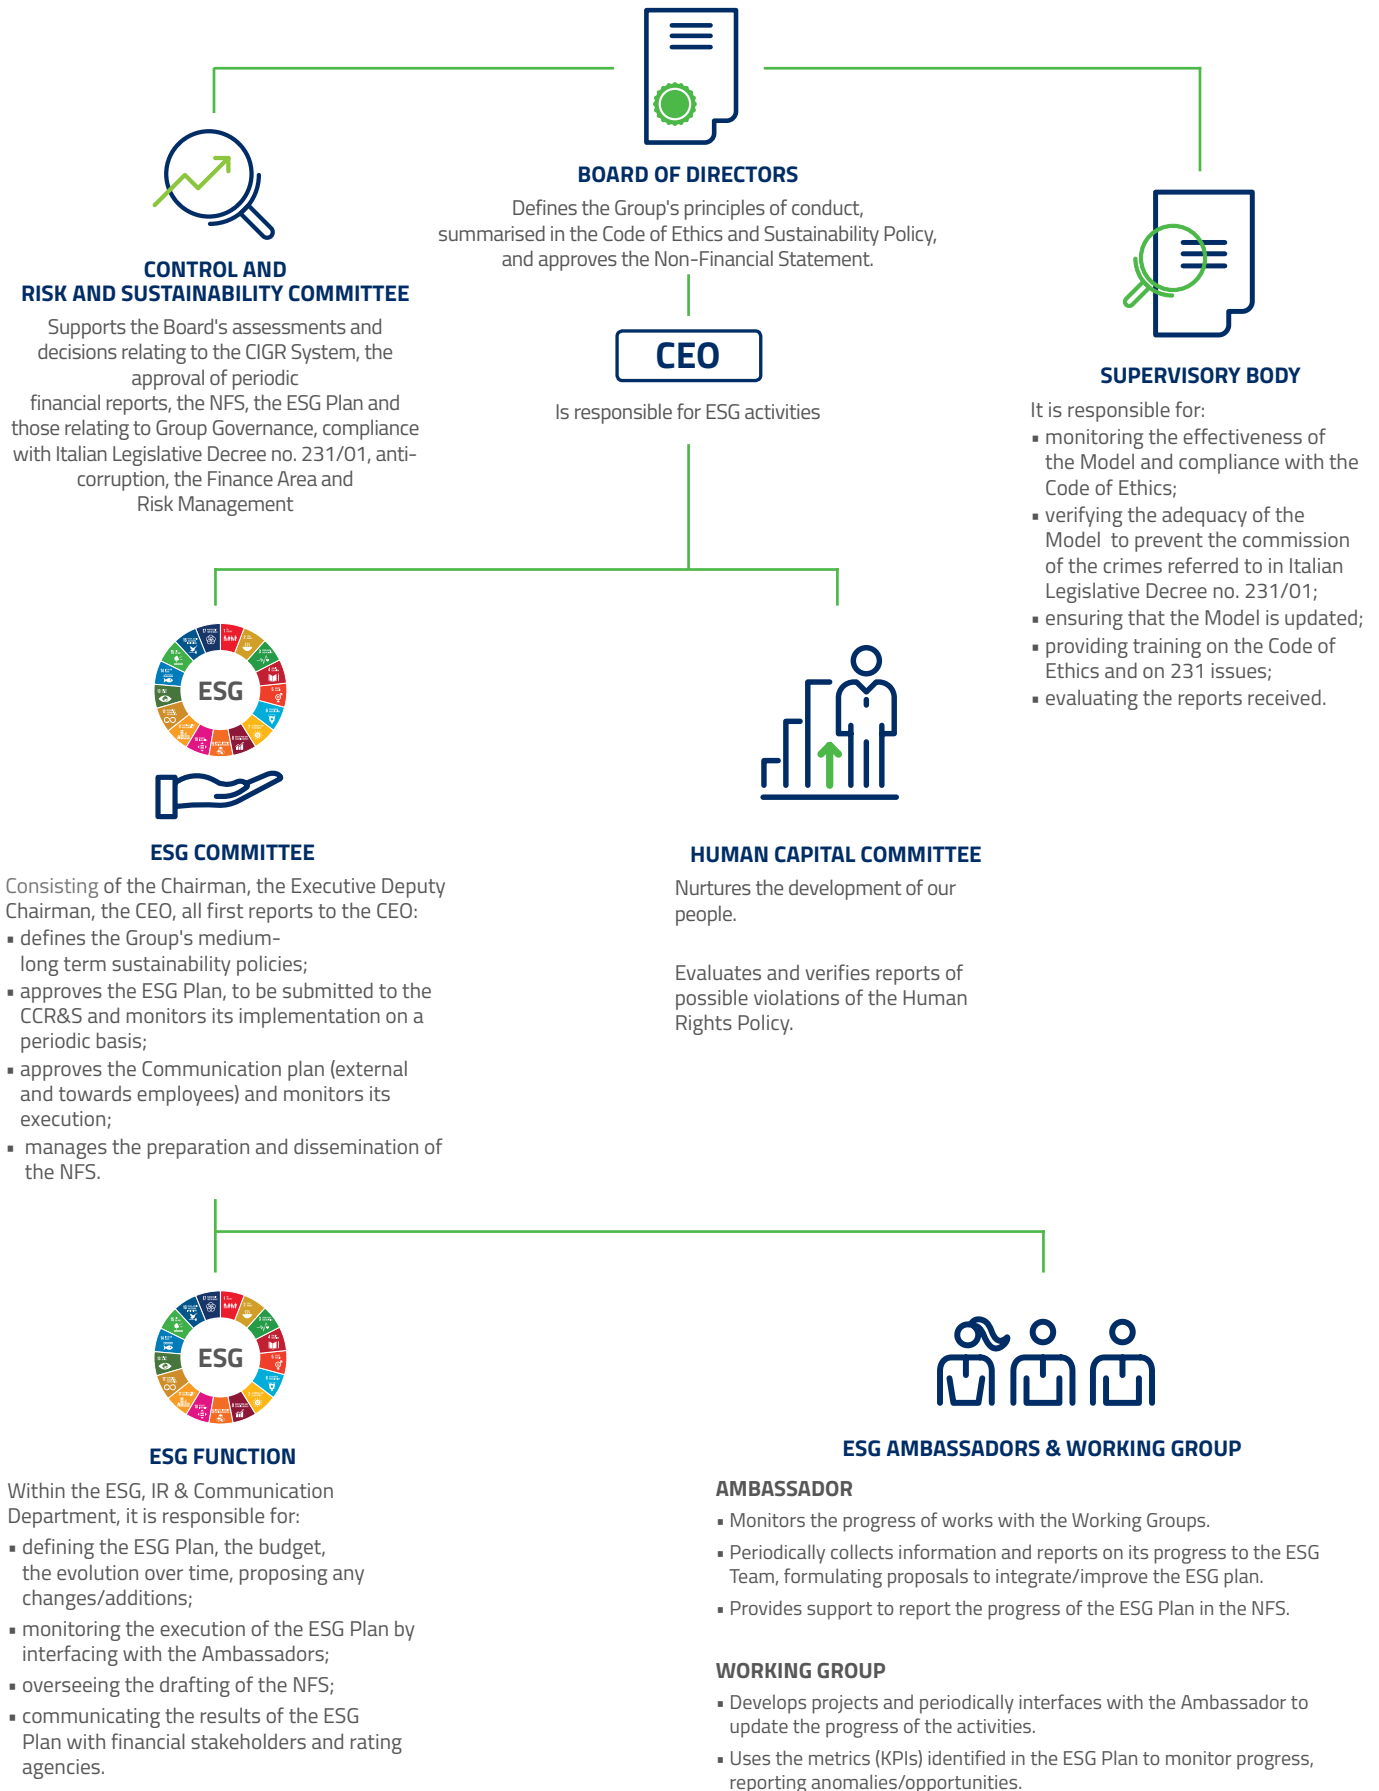 BOARD OF DIRECTORS
Defines the Group's principles of conduct,
summarised in the Code of Ethics and Sustainability Policy,
and approves the Non-Financial Statement.
CONTROL AND
RISK AND SUSTAINABILITY COMMITTEE
Supports the Board's assessments and
decisions relating to the CIGR System, the
approval of periodic
financial reports, the NFS, the ESG Plan and
those relating to Group Governance, compliance
with Italian Legislative Decree no. 231/01, anti-
corruption, the Finance Area and
Risk Management
CEO
Is responsible for ESG activities
SUPERVISORY BODY
It is responsible for:
▪ monitoring the effectiveness of
the Model and compliance with the
Code of Ethics;
▪ verifying the adequacy of the
Model to prevent the commission
of the crimes referred to in Italian
Legislative Decree no. 231/01;
▪ ensuring that the Model is updated;
▪ providing training on the Code of
Ethics and on 231 issues;
▪ evaluating the reports received.
ESG
ESG COMMITTEE
Consisting of the Chairman, the Executive Deputy
Chairman, the CEO, all first reports to the CEO:
▪ defines the Group's medium-
long term sustainability policies;
▪ approves the ESG Plan, to be submitted to the
CCR&S and monitors its implementation on a
periodic basis;
▪ approves the Communication plan (external
and towards employees) and monitors its
execution;
▪ manages the preparation and dissemination of
the NFS.
HUMAN CAPITAL COMMITTEE
Nurtures the development of our
people.
Evaluates and verifies reports of
possible violations of the Human
Rights Policy.
ESG
ESG FUNCTION
Within the ESG, IR & Communication
Department, it is responsible for:
▪ defining the ESG Plan, the budget,
the evolution over time, proposing any
changes/additions;
▪ monitoring the execution of the ESG Plan by
interfacing with the Ambassadors;
▪ overseeing the drafting of the NFS;
▪ communicating the results of the ESG
Plan with financial stakeholders and rating
agencies.
ESG AMBASSADORS & WORKING GROUP
AMBASSADOR
▪ Monitors the progress of works with the Working Groups.
▪ Periodically collects information and reports on its progress to the ESG
Team, formulating proposals to integrate/improve the ESG plan.
▪ Provides support to report the progress of the ESG Plan in the NFS.
WORKING GROUP
▪ Develops projects and periodically interfaces with the Ambassador to
update the progress of the activities.
▪ Uses the metrics (KPIs) identified in the ESG Plan to monitor progress,
reporting anomalies/opportunities.